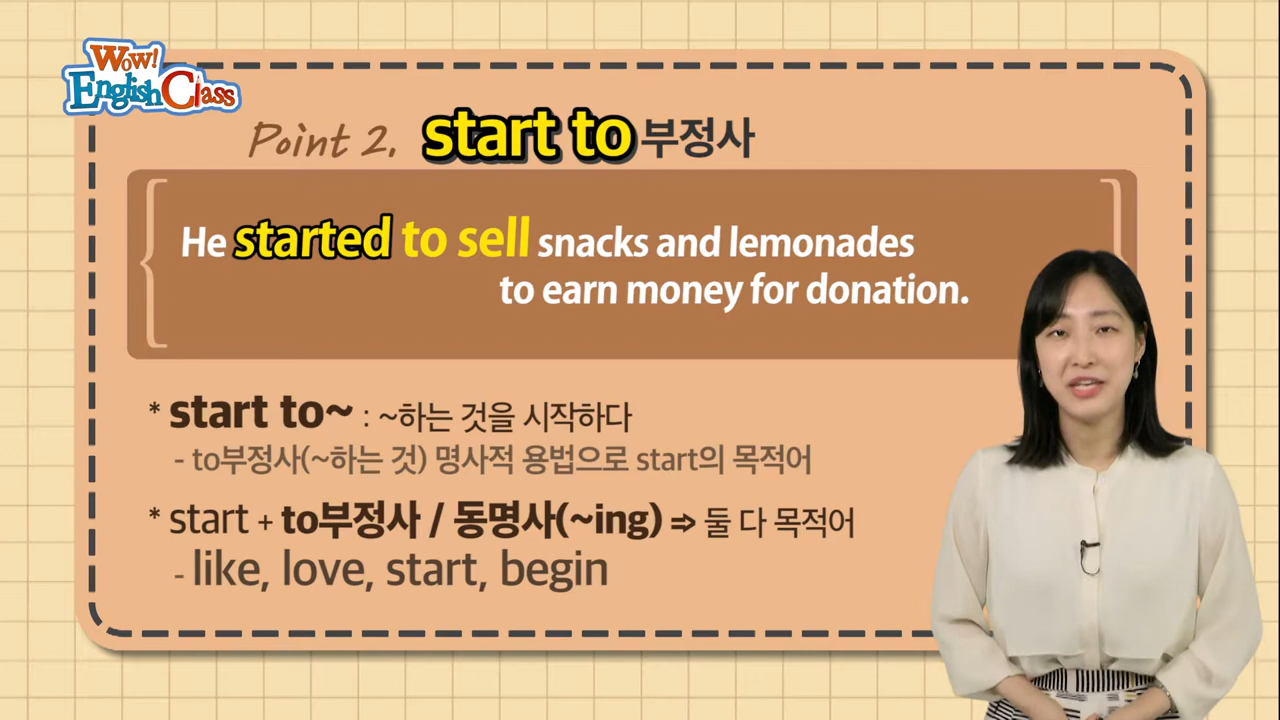 Wow!
English Class
Point 2. start to 부정사
He started to sell snacks and lemonades
to earn money for donation.
* start to~ : ~하는 것을 시작하다
- to부정사(~하는 것) 명사적 용법으로 start의 목적어
* start + to부정사 / 동명사(~ing) ⇒ 둘 다 목적어
- like, love, start, begin